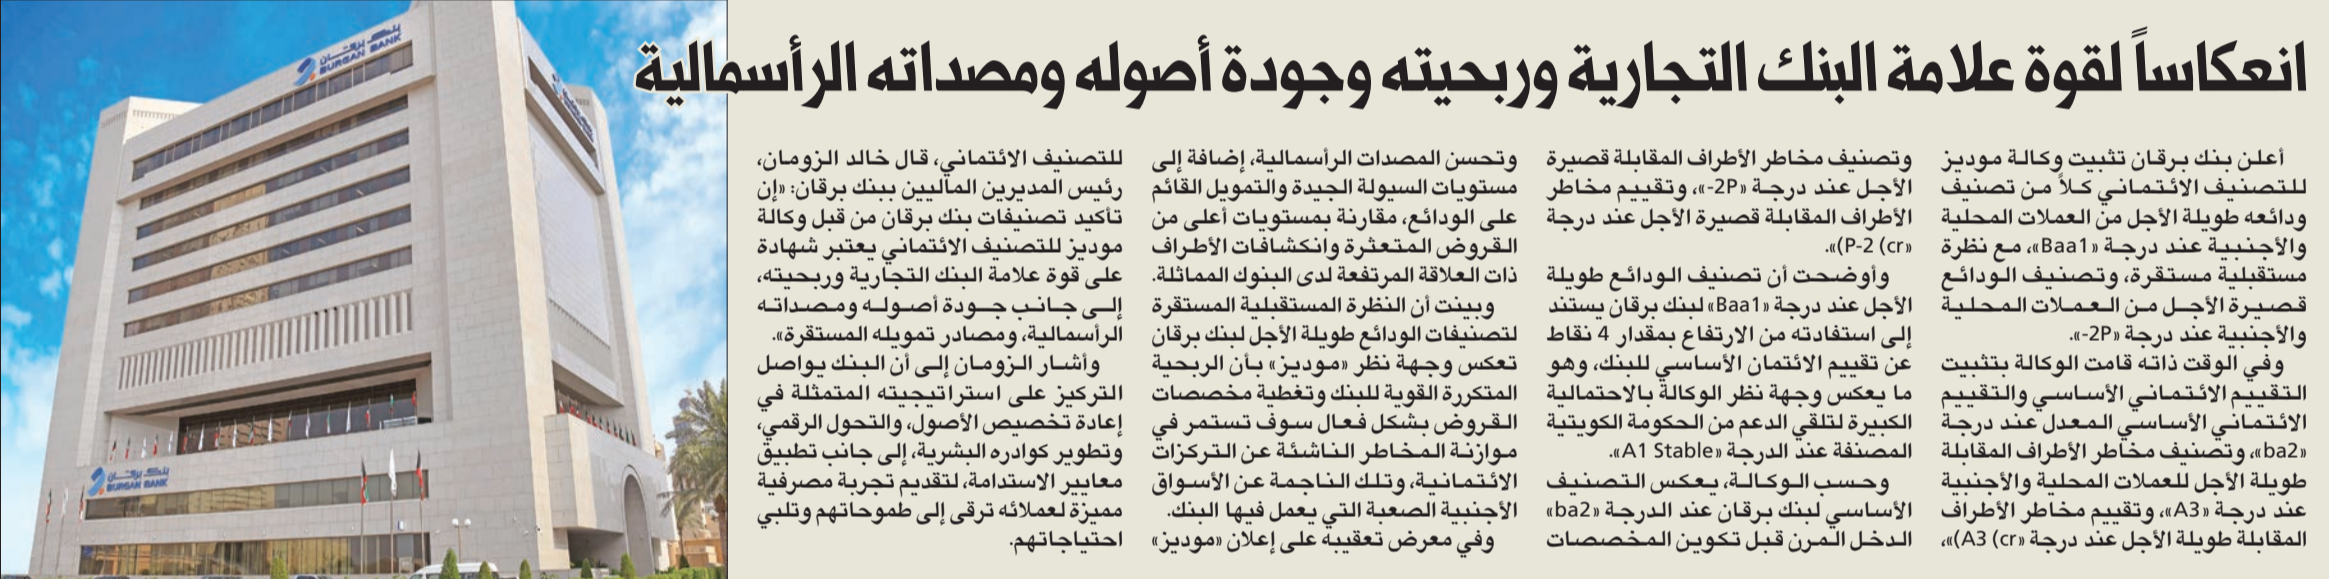 انعكاساً لقوة علامة البنك التجارية وربحيته وجودة أصوله ومصداته الرأسمالية
أعلن بنك برقان تثبيت وكالة موديز
للتصنيف الائتماني كلاً من تصنيف
ودائعه طويلة الأجل من العملات المحلية
والأجنبية عند درجة «Baa1»، مع نظرة
مستقبلية مستقرة، وتصنيف الودائع
قصيرة الأجل من العملات المحلية
والأجنبية عند درجة «2P-».
وفي الوقت ذاته قامت الوكالة بتثبيت
التقييم الائتماني الأساسي والتقييم
الائتماني الأساسي المعدل عند درجة
«ba2»، وتصنيف مخاطر الأطراف المقابلة
طويلة الأجل للعملات المحلية والأجنبية
عند درجة «A3»، وتقييم مخاطر الأطراف
المقابلة طويلة الأجل عند درجة «A3 (cr)»،
وتصنيف مخاطر الأطراف المقابلة قصيرة
الأجل عند درجة «2P-»، وتقييم مخاطر
الأطراف المقابلة قصيرة الأجل عند درجة
«P-2 (cr)».
وأوضحت أن تصنيف الودائع طويلة
الأجل عند درجة «Baa1» لبنك برقان يستند
إلى استفادته من الارتفاع بمقدار 4 نقاط
عن تقييم الائتمان الأساسي للبنك، وهو
ما يعكس وجهة نظر الوكالة بالاحتمالية
الكبيرة لتلقي الدعم من الحكومة الكويتية
المصنفة عند الدرجة «A1 Stable».
وحسب الوكالة، يعكس التصنيف
الأساسي لبنك برقان عند الدرجة «ba2»
الدخل المرن قبل تكوين المخصصات
وتحسن المصدات الرأسمالية، إضافة إلى
مستويات السيولة الجيدة والتمويل القائم
على الودائع، مقارنة بمستويات أعلى من
القروض المتعثرة وانكشافات الأطراف
ذات العلاقة المرتفعة لدى البنوك المماثلة.
وبينت أن النظرة المستقبلية المستقرة
لتصنيفات الودائع طويلة الأجل لبنك برقان
تعكس وجهة نظر «موديز» بأن الربحية
المتكررة القوية للبنك وتغطية مخصصات
القروض بشكل فعال سوف تستمر في
موازنة المخاطر الناشئة عن التركزات
الائتمانية، وتلك الناجمة عن الأسواق
الأجنبية الصعبة التي يعمل فيها البنك.
وفي معرض تعقيبه على إعلان «موديز»
للتصنيف الائتماني، قال خالد الزومان،
رئيس المديرين الماليين ببنك برقان: «إن
تأكيد تصنيفات بنك برقان من قبل وكالة
موديز للتصنيف الائتماني يعتبر شهادة
على قوة علامة البنك التجارية وربحيته،
إلى جانب جودة أصوله ومصداته
الرأسمالية، ومصادر تمويله المستقرة».
وأشار الزومان إلى أن البنك يواصل
التركيز على استراتيجيته المتمثلة في
إعادة تخصيص الأصول، والتحول الرقمي،
وتطوير كوادره البشرية، إلى جانب تطبيق
معايير الاستدامة، لتقديم تجربة مصرفية
مميزة لعملائه ترقى إلى طموحاتهم وتلبي
احتياجاتهم.
بنك برقان
BURGAN BANK
بنك برقان
BURGAN BANK